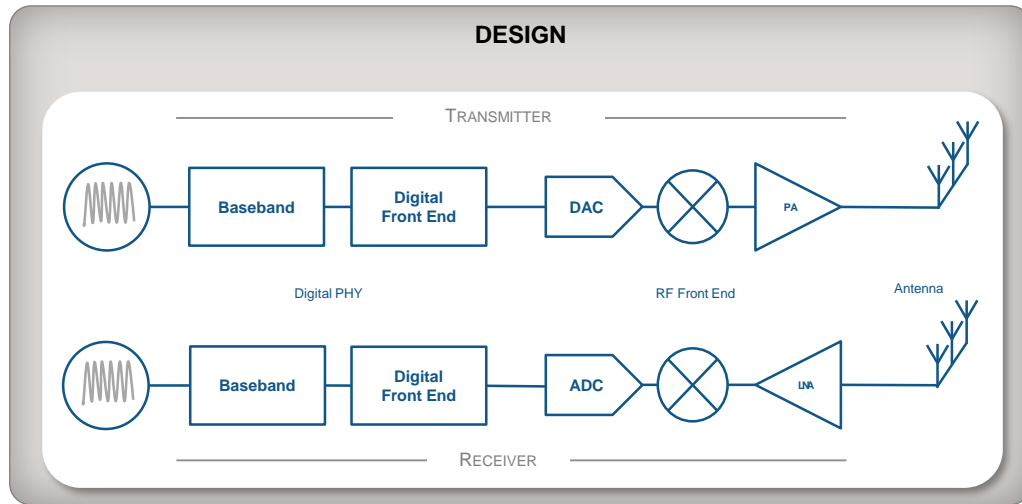 DESIGN
TRANSMITTER
Baseband
Digital
Front End
DAC
PA
Digital PHY
RF Front End
Antenna
Baseband
Digital
Front End
ADC
LNA
RECEIVER